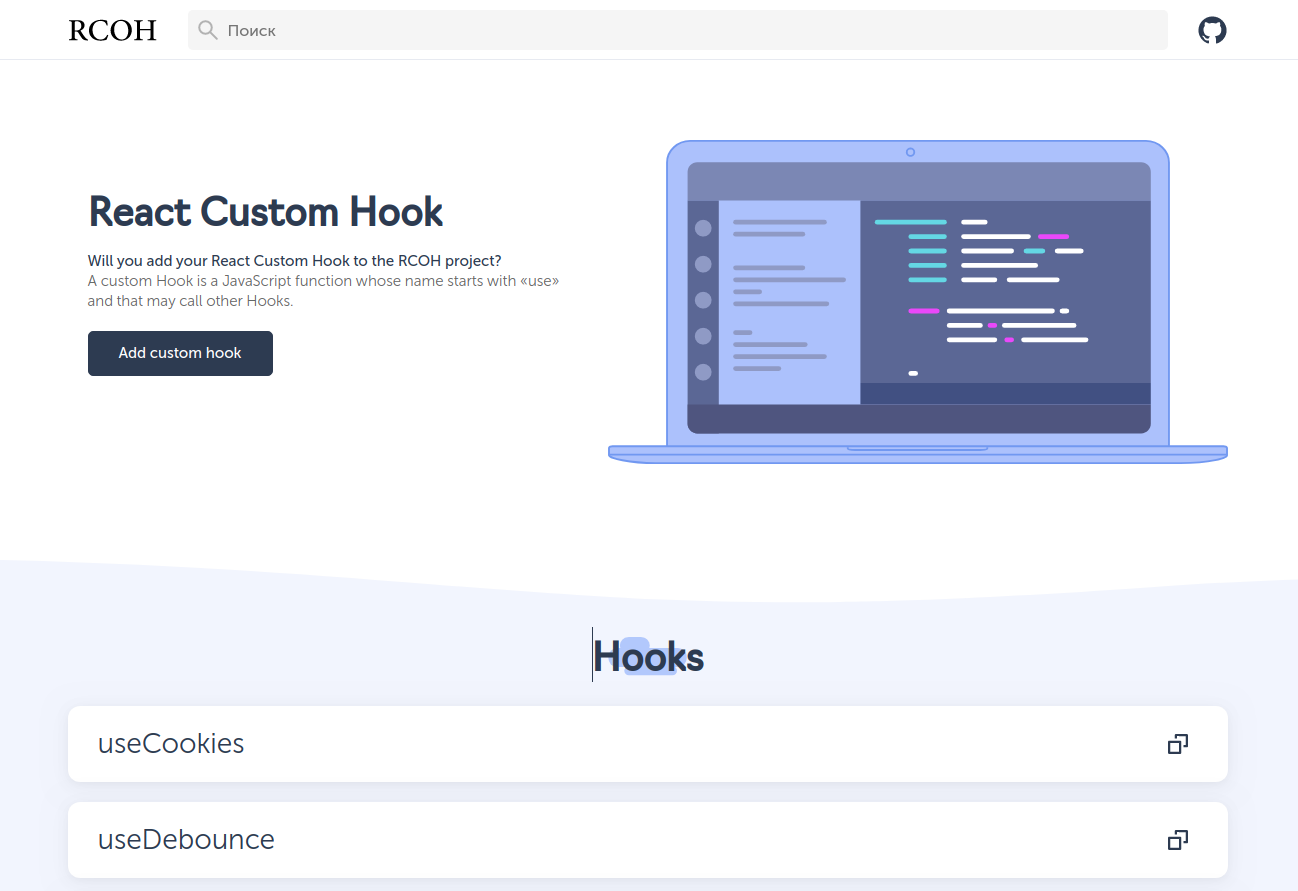 RCOH
Поиск
React Custom Hook
Will you add your React Custom Hook to the RCOH project?
A custom Hook is a JavaScript function whose name starts with «use»
and that may call other Hooks.
Add custom hook
Hooks
useCookies
useDebounce